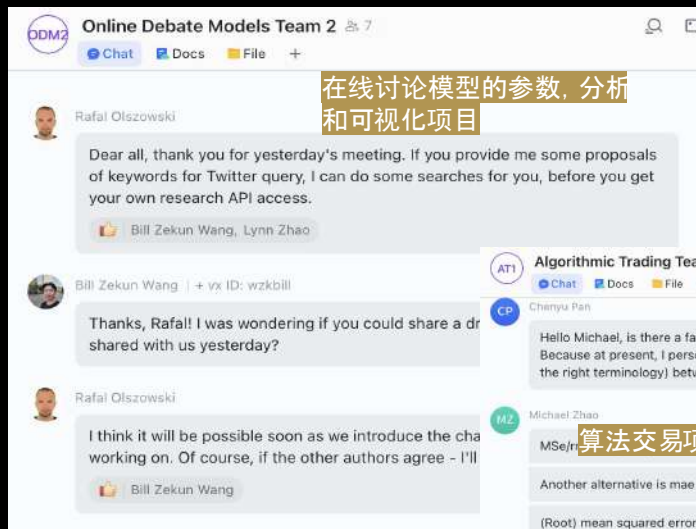 ODM2
Online Debate Models Team 2 7
Chat Docs File +
在线讨论模型的参数, 分析
和可视化项目
Rafal Olszowski
Dear all, thank you for yesterday's meeting. If you provide me some proposals
of keywords for Twitter query, I can do some searches for you, before you get
your own research API access.
Bill Zekun Wang, Lynn Zhao
Bill Zekun Wang | + vx ID: wzkbill
Thanks, Rafal! I was wondering if you could share a dr
shared with us yesterday?
Rafal Olszowski
I think it will be possible soon as we introduce the cha
working on. Of course, if the other authors agree - I'll
Bill Zekun Wang
AT1
Algorithmic Trading Tea
Chat Docs File
CP
Chenyu Pan
Hello Michael, is there a fa
Because at present, I pers
the right terminology) betw
MZ
Michael Zhao
MSe/r
算法交易项
Another alternative is mae
(Root) mean squared error